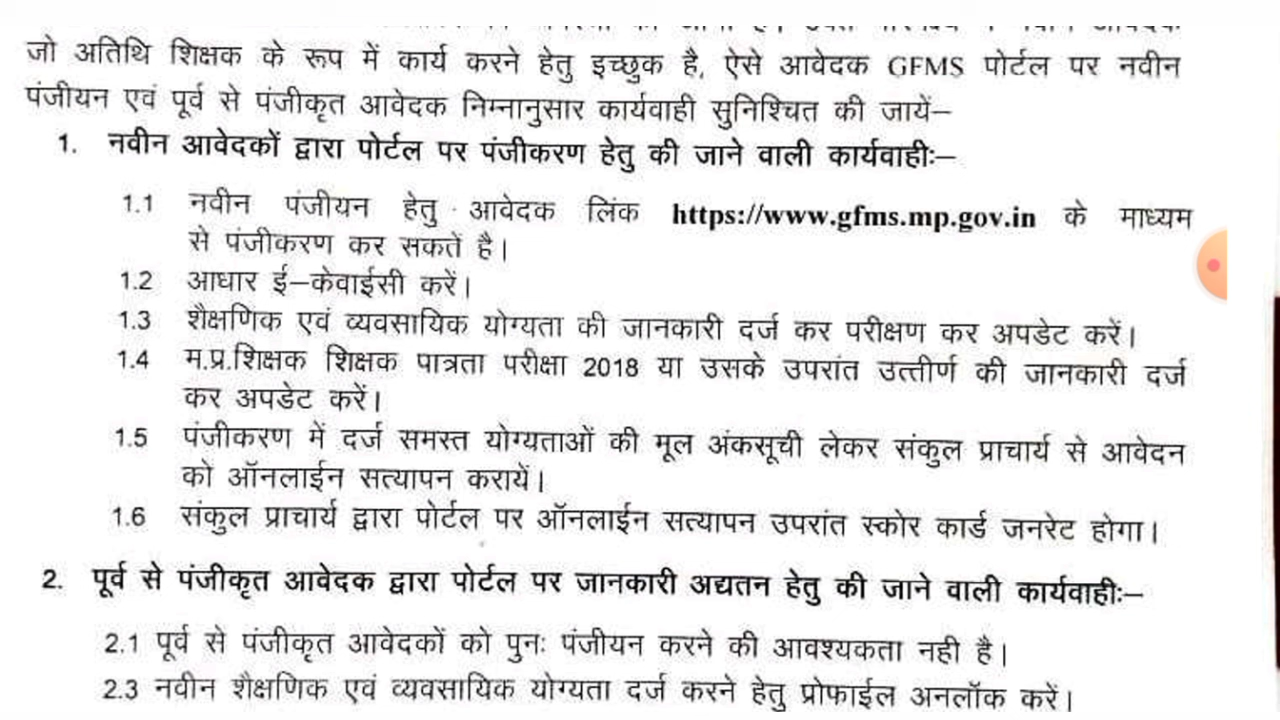 जो अतिथि शिक्षक के रूप में कार्य करने हेतु इच्छुक है, ऐसे आवेदक GFMS पोर्टल पर नवीन
पंजीयन एवं पूर्व से पंजीकृत आवेदक निम्नानुसार कार्यवाही सुनिश्चित की जायें–
1. नवीन आवेदकों द्वारा पोर्टल पर पंजीकरण हेतु की जाने वाली कार्यवाहीः–
1.1 नवीन पंजीयन हेतु आवेदक लिंक https://www.gfms.mp.gov.in के माध्यम
से पंजीकरण कर सकतें है।
1.2 आधार ई–केवाईसी करें।
1.3 शैक्षणिक एवं व्यवसायिक योग्यता की जानकारी दर्ज कर परीक्षण कर अपडेट करें।
1.4 म.प्र.शिक्षक शिक्षक पात्रता परीक्षा 2018 या उसके उपरांत उत्तीर्ण की जानकारी दर्ज
कर अपडेट करें।
1.5 पंजीकरण में दर्ज समस्त योग्यताओं की मूल अंकसूची लेकर संकुल प्राचार्य से आवेदन
को ऑनलाईन सत्यापन करायें।
1.6 संकुल प्राचार्य द्वारा पोर्टल पर ऑनलाईन सत्यापन उपरांत स्कोर कार्ड जनरेट होगा।
2. पूर्व से पंजीकृत आवेदक द्वारा पोर्टल पर जानकारी अद्यतन हेतु की जाने वाली कार्यवाहीः–
2.1 पूर्व से पंजीकृत आवेदकों को पुनः पंजीयन करने की आवश्यकता नही है।
2.3 नवीन शैक्षणिक एवं व्यवसायिक योग्यता दर्ज करने हेतु प्रोफाईल अनलॉक करें।